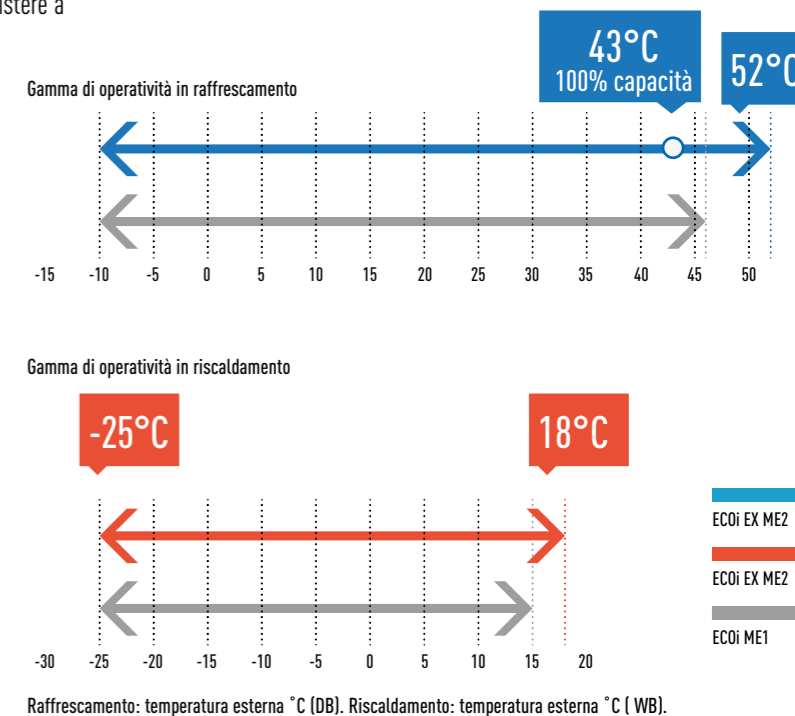 istere a
43°C
100% capacità
52°C
Gamma di operatività in raffrescamento
-15 -10 -5 0 5 10 15 20 25 30 35 40 45 50
Gamma di operatività in riscaldamento
-25°C
18°C
ECOi EX ME2
ECOi EX ME2
ECOi ME1
-30 -25 -20 -15 -10 -5 0 5 10 15 20
Raffrescamento: temperatura esterna ˚C (DB). Riscaldamento: temperatura esterna ˚C ( WB).